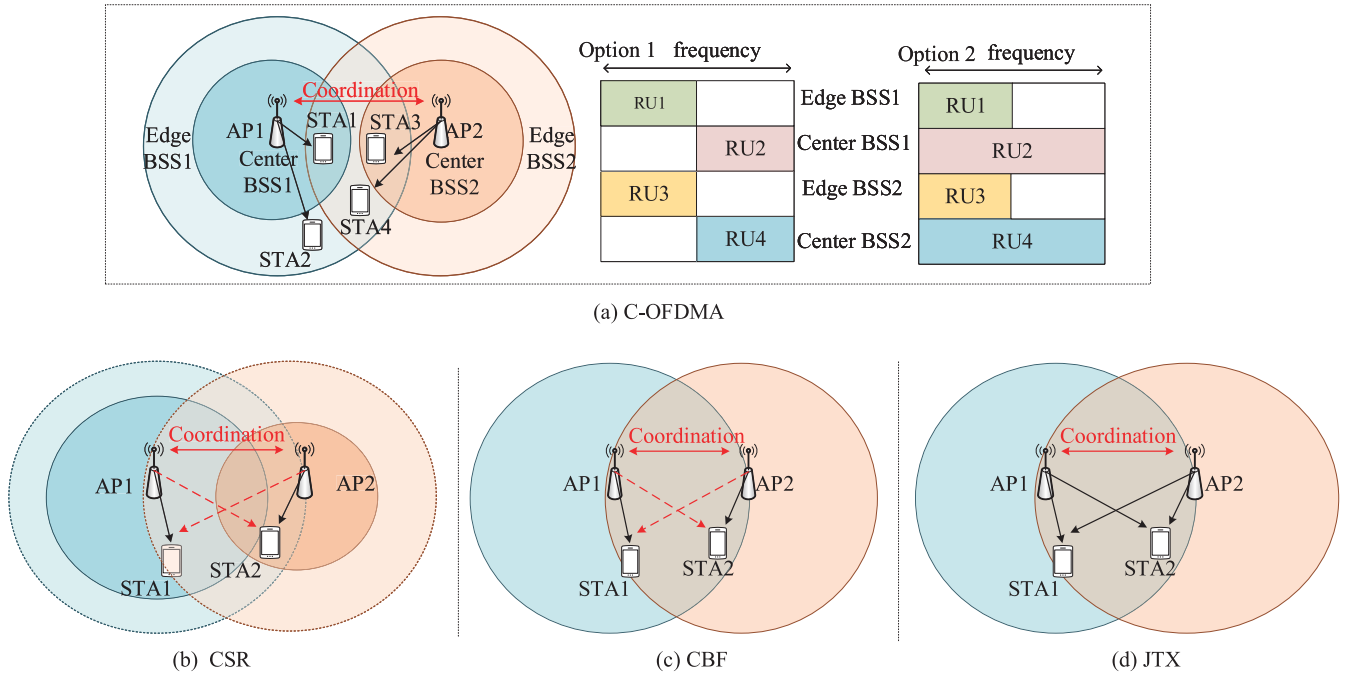 Option 1 frequency
Option 2 frequency
Coordination
STA1
STA3
AP1
AP2
Edge
BSS1
Center
BSS1
Center
BSS2
Edge
BSS2
STA4
STA2
RU1
RU2
RU3
RU4
Edge BSS1
Center BSS1
Edge BSS2
Center BSS2
RU1
RU2
RU3
RU4
(a) C-OFDMA
Coordination
AP1
AP2
STA1
STA2
(b) CSR
Coordination
AP1
AP2
STA1
STA2
(c) CBF
Coordination
AP1
AP2
STA1
STA2
(d) JTX